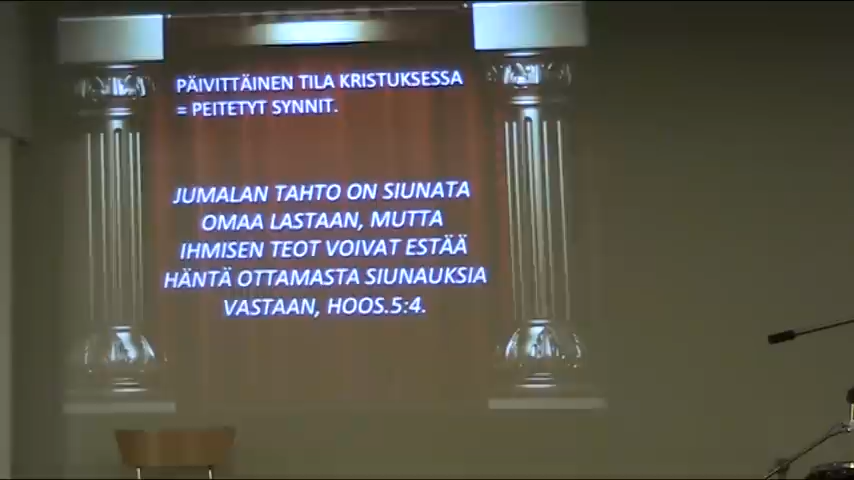 PÄIVITTÄINEN TILA KRISTUKSESSA
= PEITETYT SYNNIT.
JUMALAN TAHTO ON SIUNATA
OMAA LASTAAN, MUTTA
IHMISEN TEOT VOIVAT ESTÄÄ
HÄNTÄ OTTAMASTA SIUNAUKSIA
VASTAAN, HOOS.5:4.